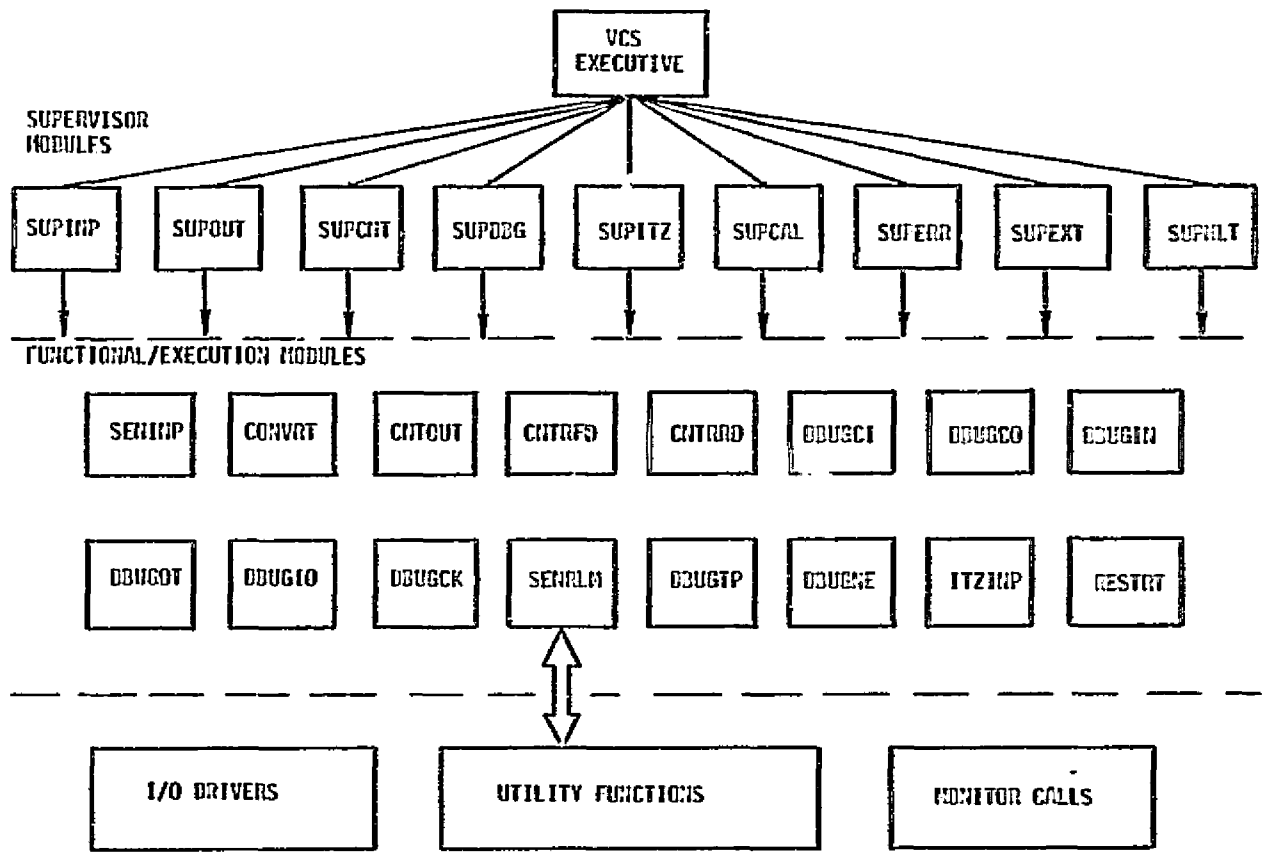 VCS
EXECUTIVE
SUPERVISOR
MODULES
SUPINP
SUPOUT
SUPCNT
SUPDBG
SUPITZ
SUPCAL
SUPERR
SUPEXT
SUPHLT
FUNCTIONAL/EXECUTION MODULES
SENINP
CONVRT
CNTOUT
CNTRFD
CNTRRD
DBUGCI
DBUGCO
DBUGIN
DBUGOT
DBUGIO
DBUGCK
SENRLM
DBUGTP
DBUGNE
ITZINP
RESTRT
I/O DRIVERS
UTILITY FUNCTIONS
MONITOR CALLS